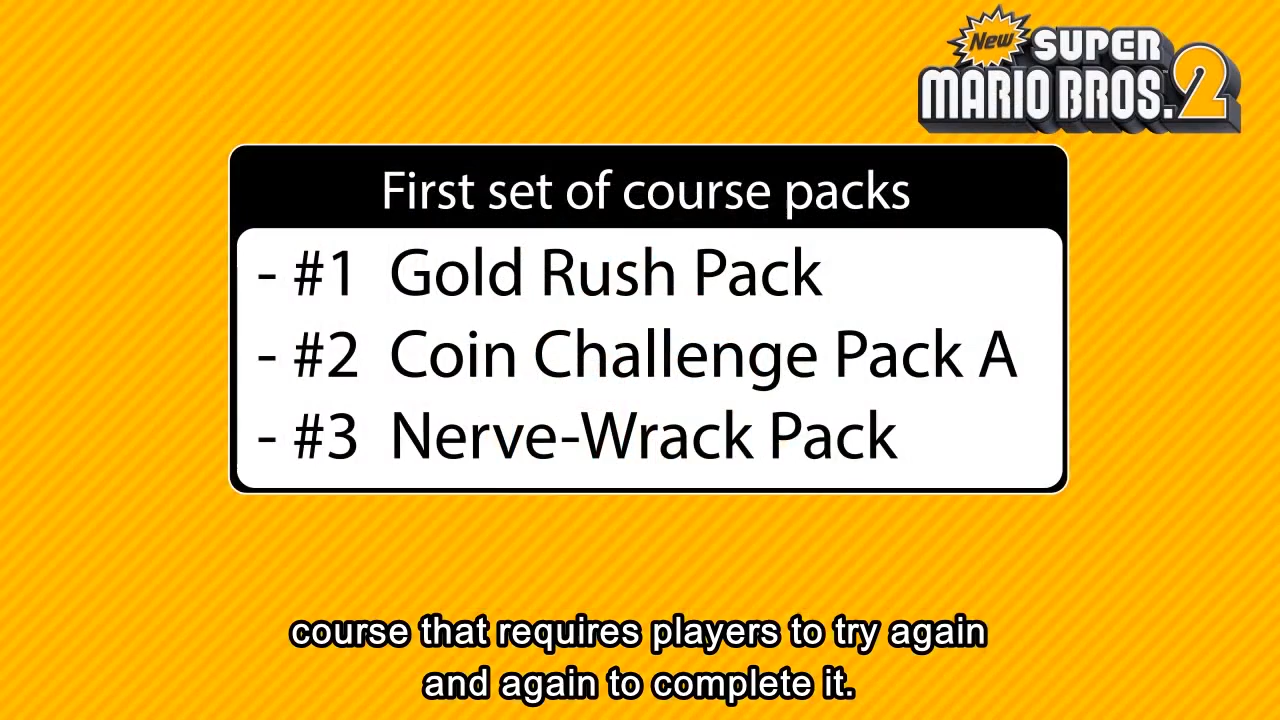 New SUPER
MARIO BROS.™ 2
First set of course packs
- #1 Gold Rush Pack
- #2 Coin Challenge Pack A
- #3 Nerve-Wrack Pack
course that requires players to try again
and again to complete it.